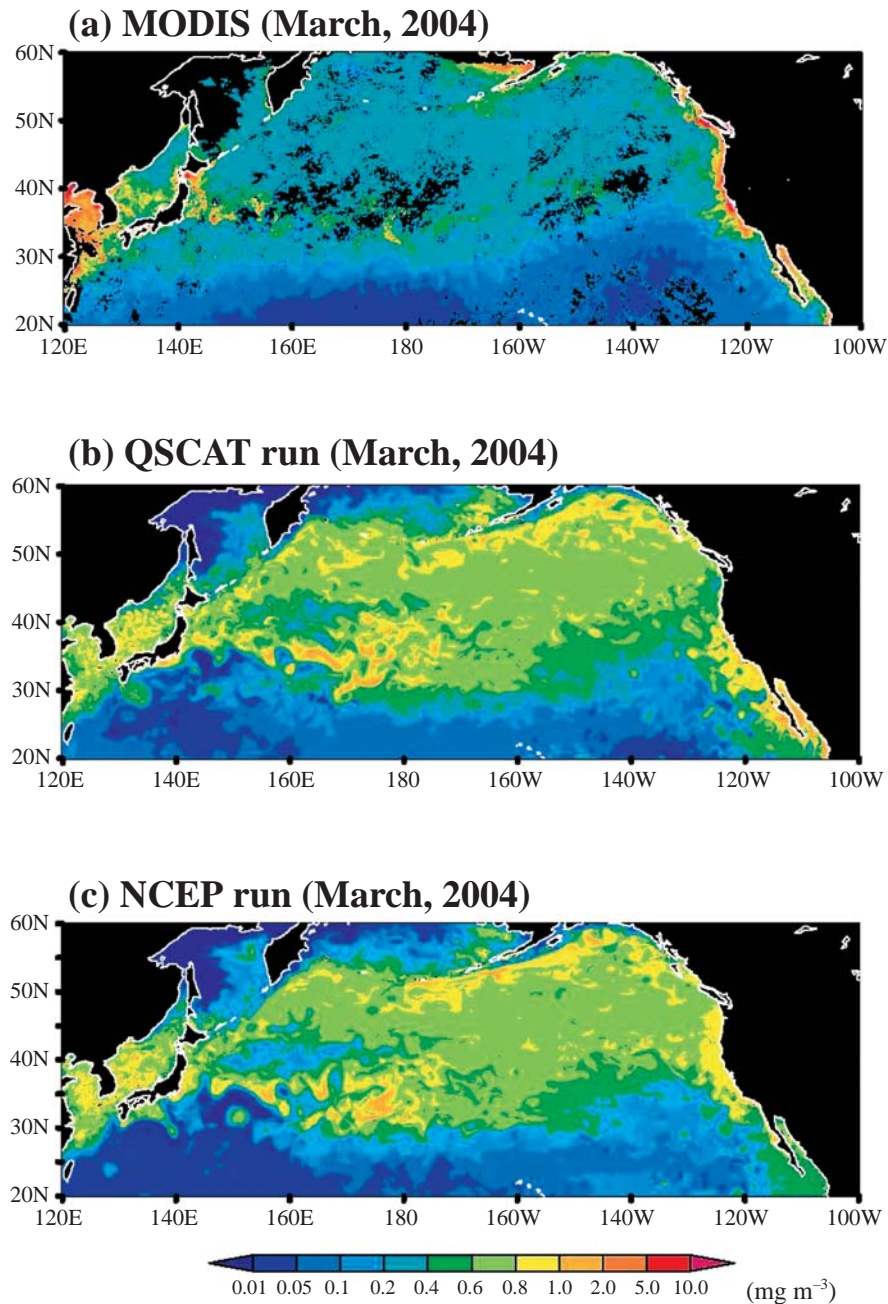 (a) MODIS (March, 2004)
60N
50N
40N
30N
20N
120E 140E 160E 180 160W 140W 120W 100W
(b) QSCAT run (March, 2004)
60N
50N
40N
30N
20N
120E 140E 160E 180 160W 140W 120W 100W
(c) NCEP run (March, 2004)
60N
50N
40N
30N
20N
120E 140E 160E 180 160W 140W 120W 100W
0.01 0.05 0.1 0.2 0.4 0.6 0.8 1.0 2.0 5.0 10.0 (mg m⁻³)